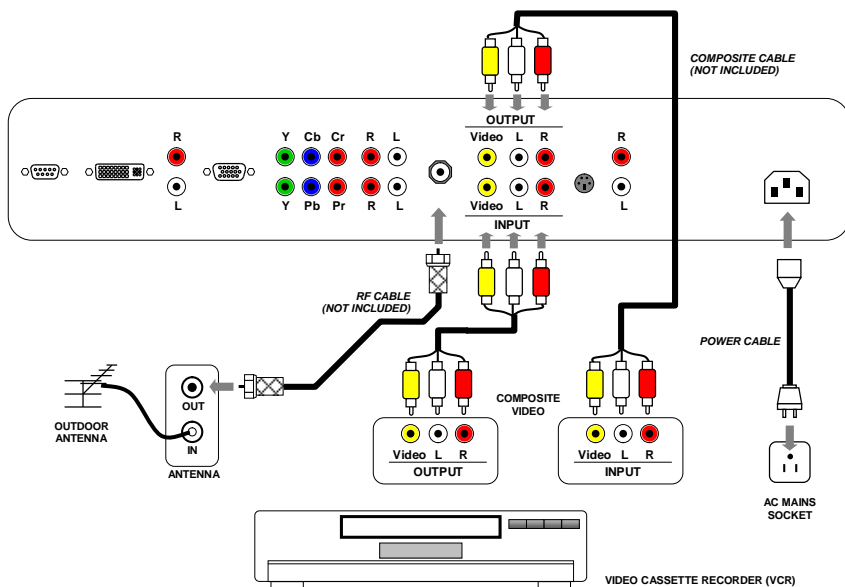 COMPOSITE CABLE
(NOT INCLUDED)
OUTPUT
R Y Cb Cr R L Video L R R
L Y Pb Pr R L Video L R L
INPUT
RF CABLE
(NOT INCLUDED)
POWER CABLE
OUT
IN
ANTENNA
OUTDOOR
ANTENNA
COMPOSITE
VIDEO
Video L R
OUTPUT
Video L R
INPUT
AC MAINS
SOCKET
VIDEO CASSETTE RECORDER (VCR)